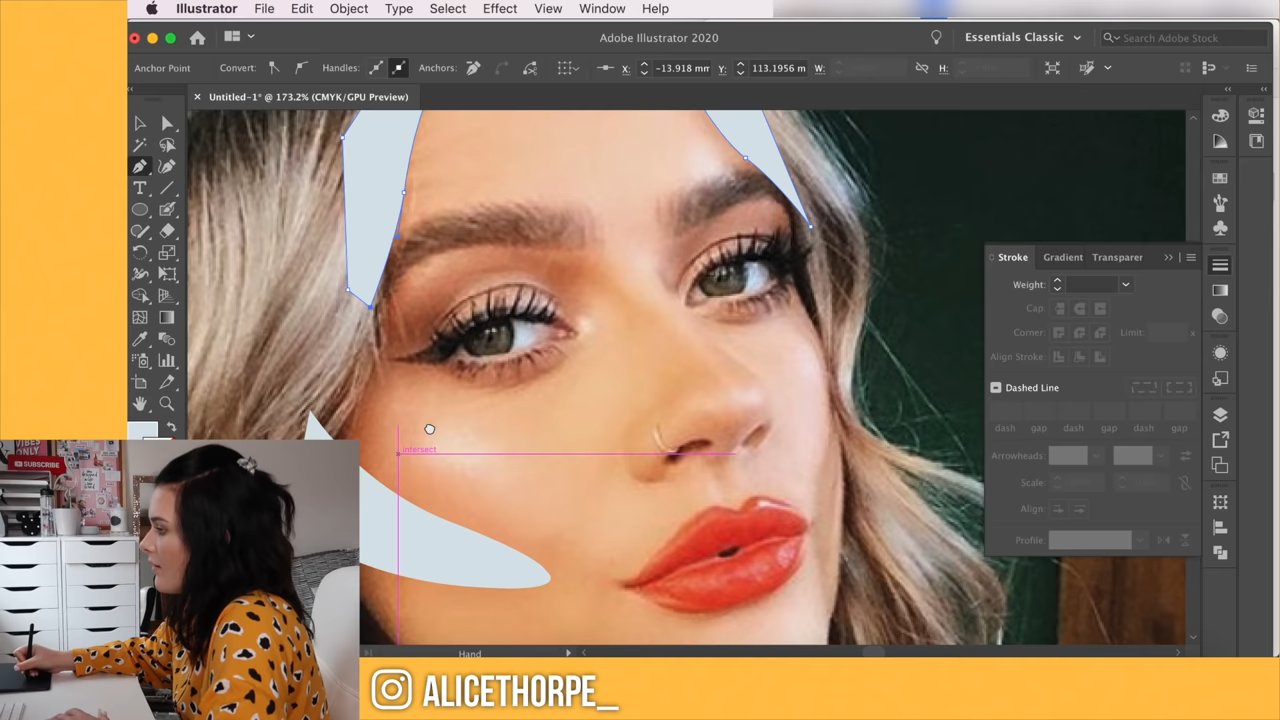 Illustrator File Edit Object Type Select Effect View Window Help
Adobe Illustrator 2020
Essentials Classic
Search Adobe Stock
Anchor Point Convert: Handles: Anchors: X: -13.918 mm Y: 113.1956 m W: H:
× Untitled-1* @ 173.2% (CMYK/GPU Preview)
Stroke Gradient Transparer
Weight:
Cap:
Corner: Limit: x
Align Stroke:
Dashed Line
dash gap dash gap dash gap
Arrowheads:
Scale:
Align:
Profile:
intersect
SUBSCRIBE
Hand
ALICETHORPE_